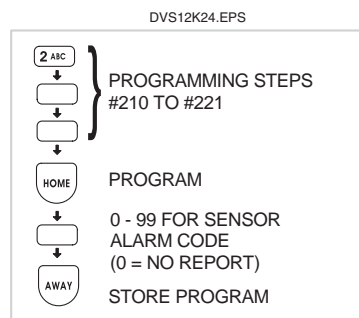 DVS12K24.EPS
2 ABC
PROGRAMMING STEPS
#210 TO #221
HOME
PROGRAM
0 - 99 FOR SENSOR
ALARM CODE
(0 = NO REPORT)
AWAY
STORE PROGRAM